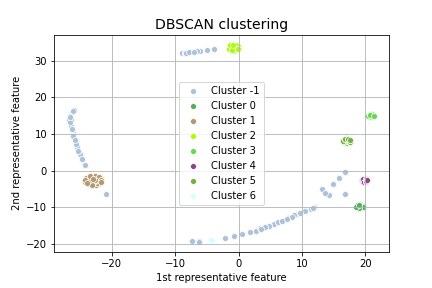 DBSCAN clustering
2nd representative feature
30
20
10
0
−10
−20
Cluster -1
Cluster 0
Cluster 1
Cluster 2
Cluster 3
Cluster 4
Cluster 5
Cluster 6
−20 −10 0 10 20
1st representative feature